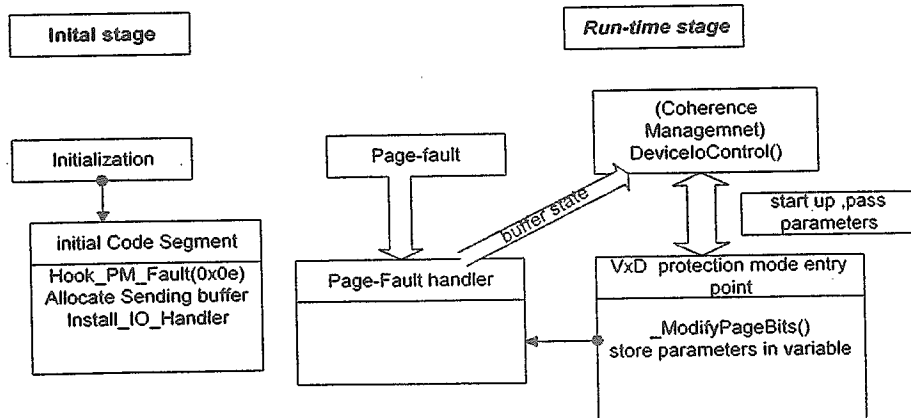 Inital stage
Run-time stage
Initialization
Page-fault
(Coherence
Managemnet)
DeviceIoControl()
buffer state
start up ,pass
parameters
initial Code Segment
Hook_PM_Fault(0x0e)
Allocate Sending buffer
Install_IO_Handler
Page-Fault handler
VxD protection mode entry
point
_ModifyPageBits()
store parameters in variable